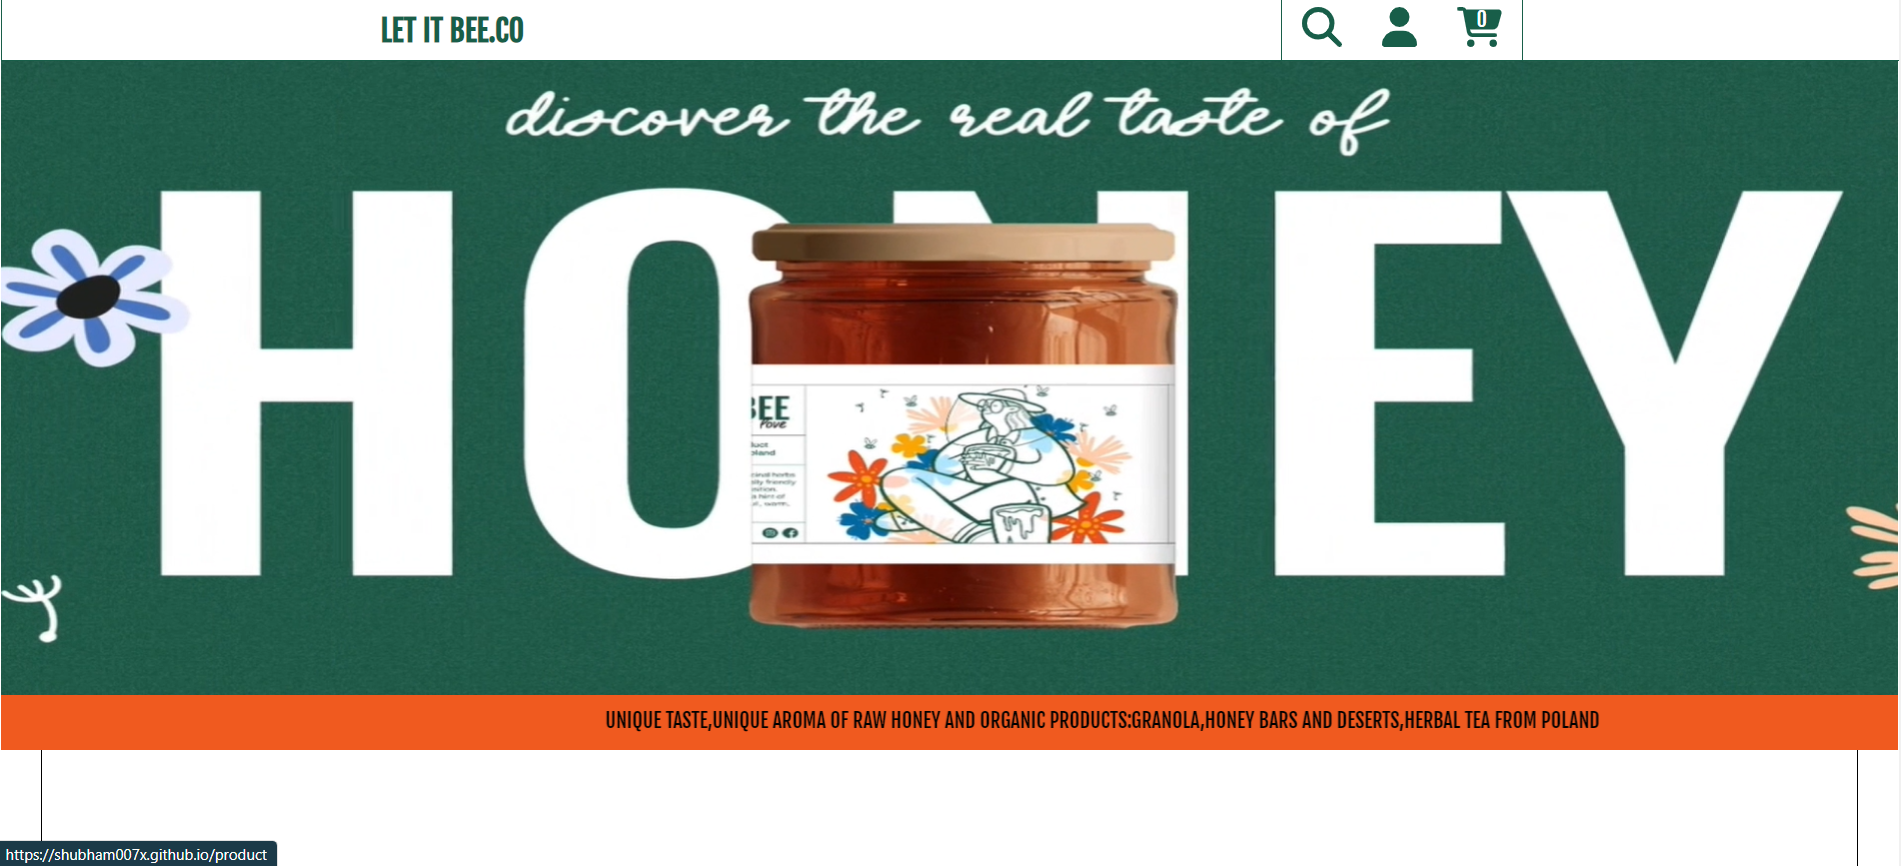 LET IT BEE.CO
0
discover the real taste of
HONEY
BEE
UNIQUE TASTE,UNIQUE AROMA OF RAW HONEY AND ORGANIC PRODUCTS:GRANOLA,HONEY BARS AND DESERTS,HERBAL TEA FROM POLAND
https://shubham007x.github.io/product